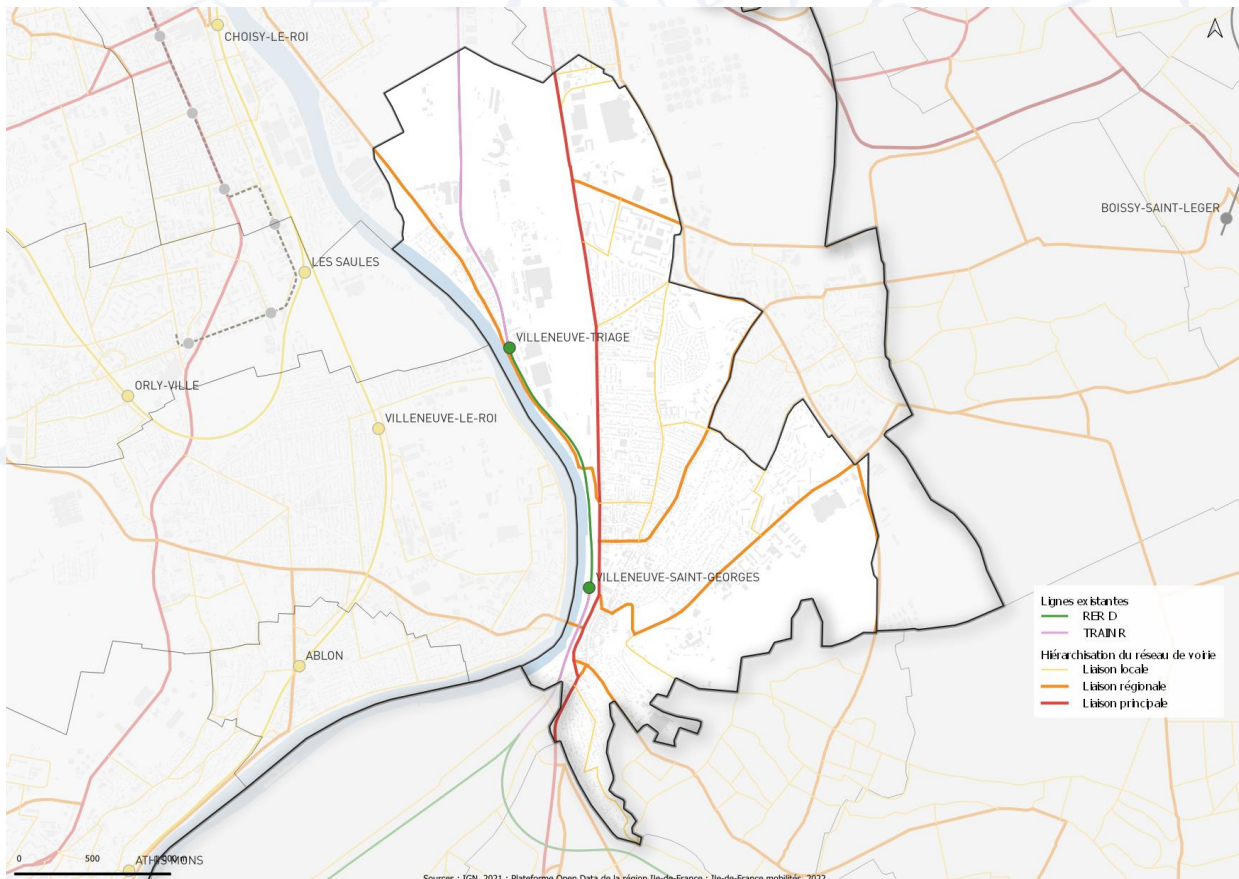 CHOISY-LE-ROI
BOISSY-SAINT-LEGER
LES SAULES
VILLENEUVE-TRIAGE
ORLY-VILLE
VILLENEUVE-LE-ROI
VILLENEUVE-SAINT-GEORGES
Lignes existantes
RER D
TRAIN R
Hiérarchisation du réseau de voirie
Liaison locale
Liaison régionale
Liaison principale
ABLON
ATHIS MONS
0 500
Sources : IGN, 2021 ; Plateforme Open Data de la région Ile-de-France ; Ile-de-France mobilités, 2022